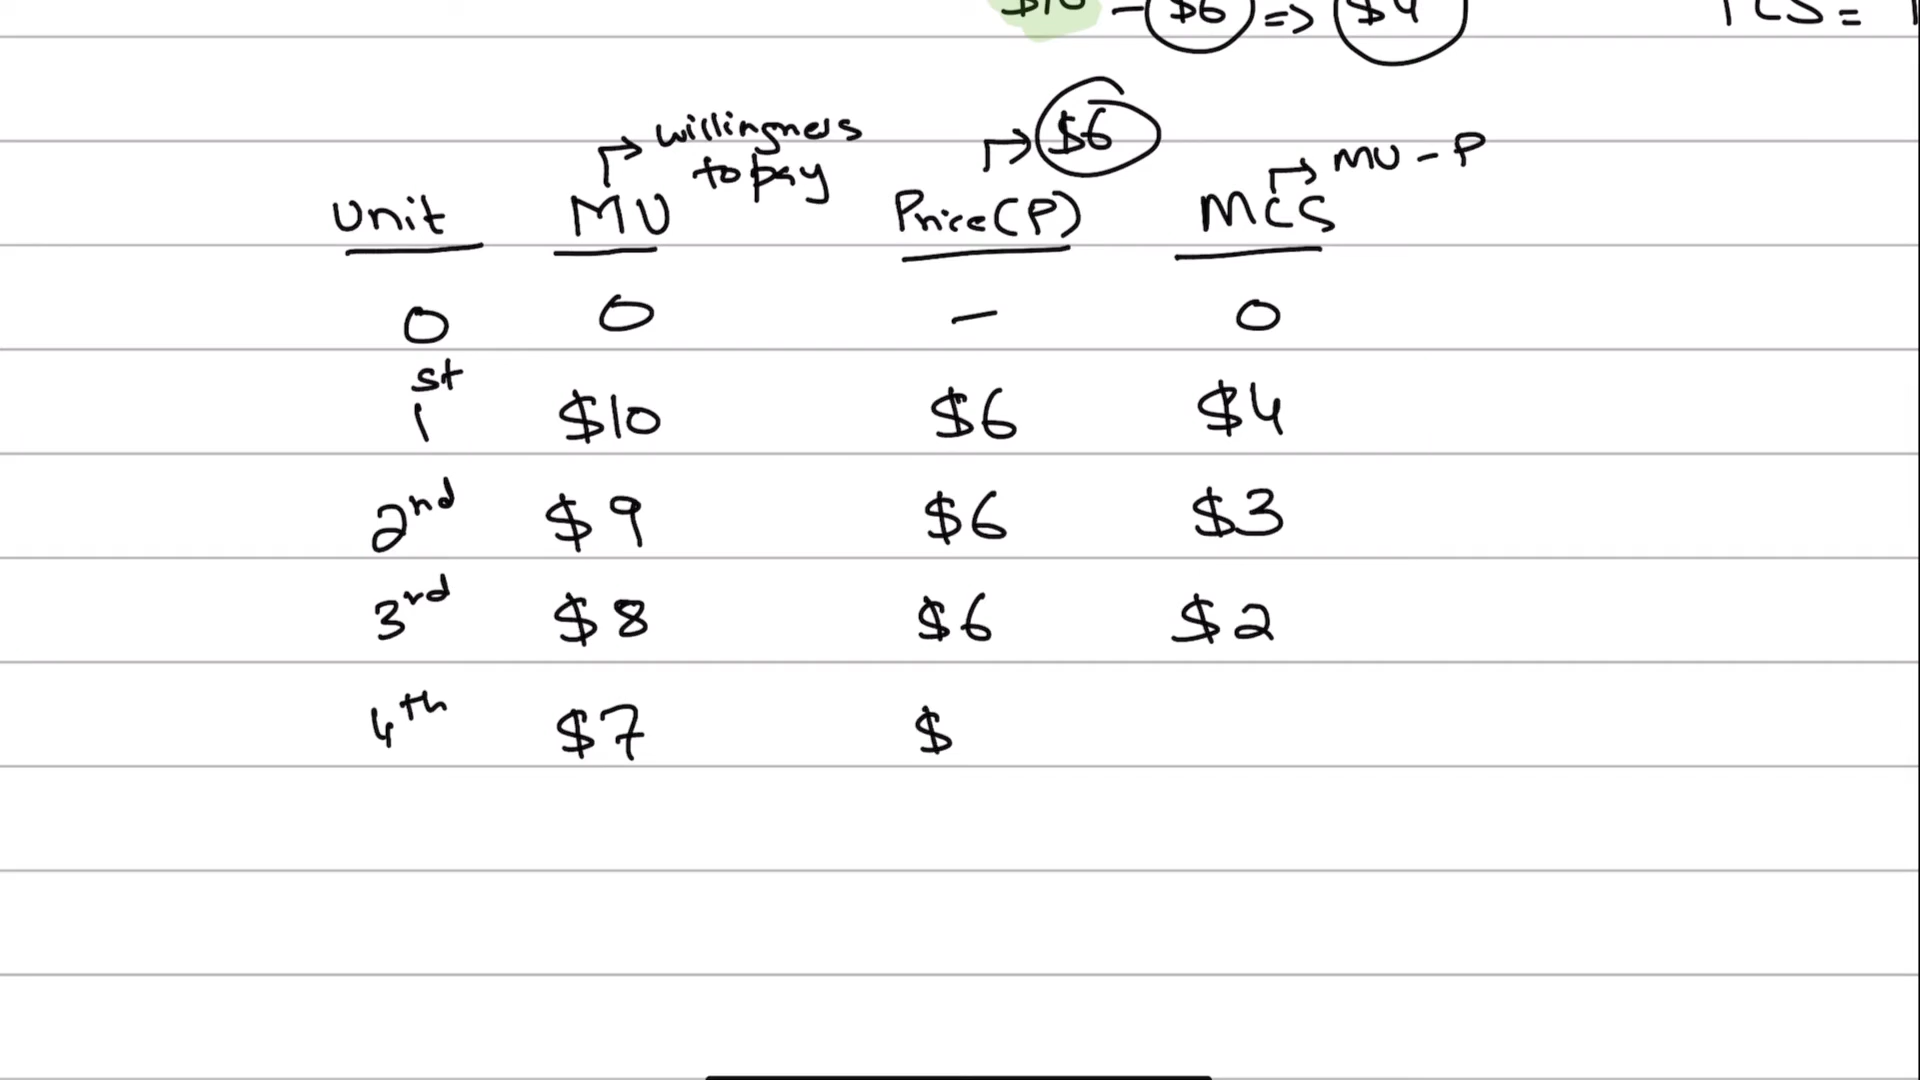 $10 - $6 => $4
TCS =
willingness
to pay
$6
MU - P
Unit MU Price(P) MCS
0 0 - 0
1st $10 $6 $4
2nd $9 $6 $3
3rd $8 $6 $2
4th $7 $